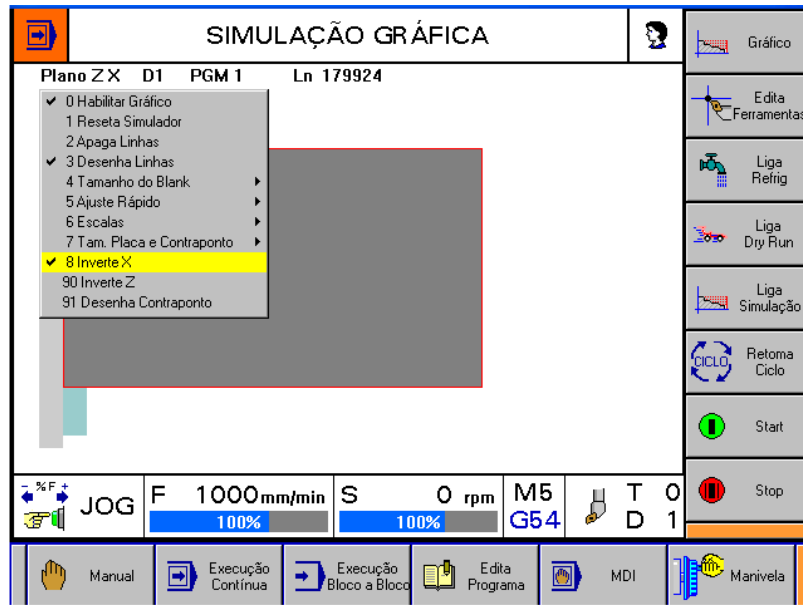 SIMULAÇÃO GRÁFICA
Plano Z X D1 PGM 1 Ln 179924
0 Habilitar Gráfico
1 Reseta Simulador
2 Apaga Linhas
3 Desenha Linhas
4 Tamanho do Blank
5 Ajuste Rápido
6 Escalas
7 Tam. Placa e Contraponto
8 Inverte X
90 Inverte Z
91 Desenha Contraponto
Gráfico
Edita
Ferramentas
Liga
Refrig
Liga
Dry Run
Liga
Simulação
CICLO
Retoma
Ciclo
Start
Stop
- % F +
JOG
F 1000 mm/min
100%
S 0 rpm
100%
M5
G54
T 0
D 1
Manual
Execução
Contínua
Execução
Bloco a Bloco
Edita
Programa
MDI
Manivela